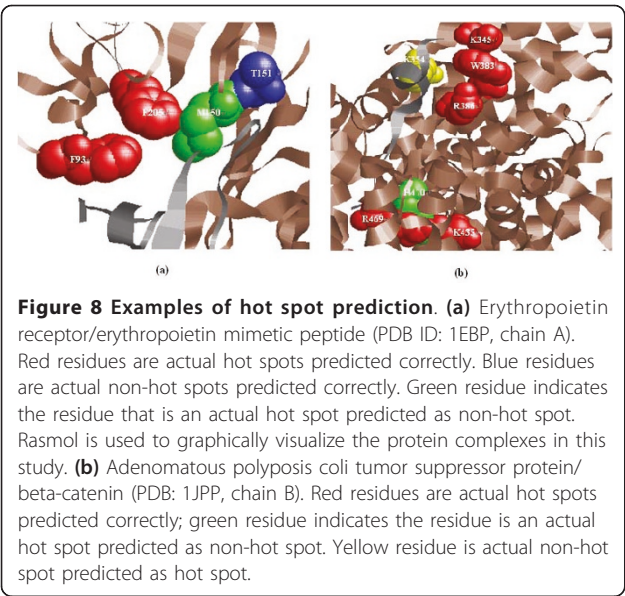 K345
K354
W383
T151
R386
F205
M150
F93
H470
R469
K435
(a)
(b)
Figure 8 Examples of hot spot prediction. (a) Erythropoietin
receptor/erythropoietin mimetic peptide (PDB ID: 1EBP, chain A).
Red residues are actual hot spots predicted correctly. Blue residues
are actual non-hot spots predicted correctly. Green residue indicates
the residue that is an actual hot spot predicted as non-hot spot.
Rasmol is used to graphically visualize the protein complexes in this
study. (b) Adenomatous polyposis coli tumor suppressor protein/
beta-catenin (PDB: 1JPP, chain B). Red residues are actual hot spots
predicted correctly; green residue indicates the residue is an actual
hot spot predicted as non-hot spot. Yellow residue is actual non-hot
spot predicted as hot spot.